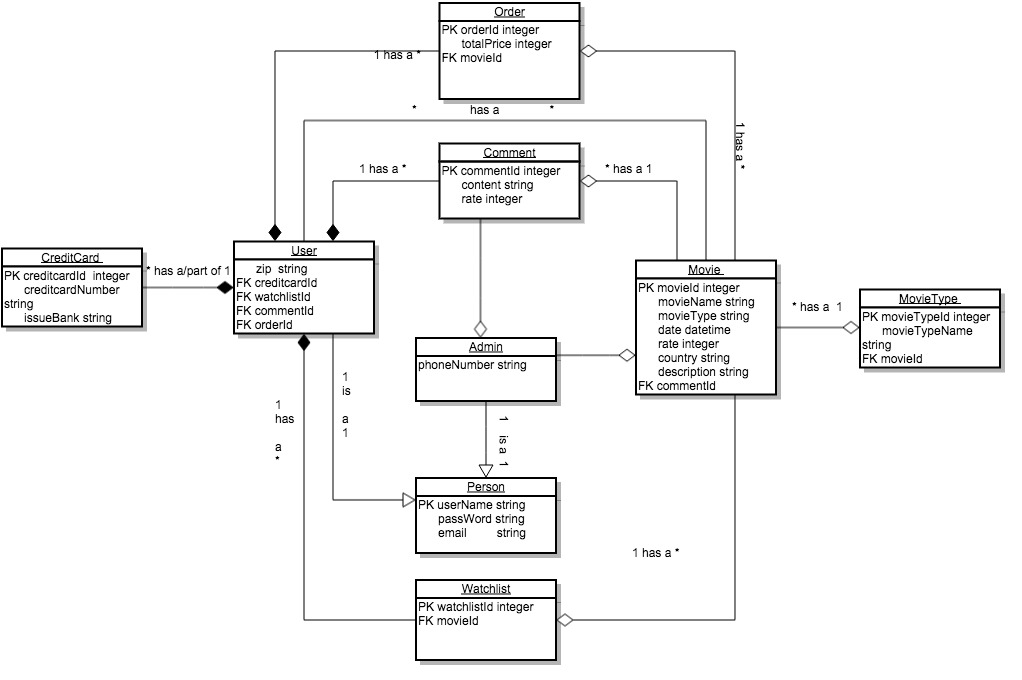 Order
PK orderId integer
totalPrice integer
FK movieId
1 has a *
* has a *
1 has a *
Comment
PK commentId integer
content string
rate integer
1 has a *
* has a 1
CreditCard
PK creditcardId integer
creditcardNumber
string
issueBank string
* has a/part of 1
User
zip string
FK creditcardId
FK watchlistId
FK commentId
FK orderId
Movie
PK movieId integer
movieName string
movieType string
date datetime
rate integer
country string
description string
FK commentId
* has a 1
MovieType
PK movieTypeId integer
movieTypeName
string
FK movieId
Admin
phoneNumber string
1
is
a
1
1
has
a
*
1 is a 1
Person
PK userName string
passWord string
email string
1 has a *
Watchlist
PK watchlistId integer
FK movieId